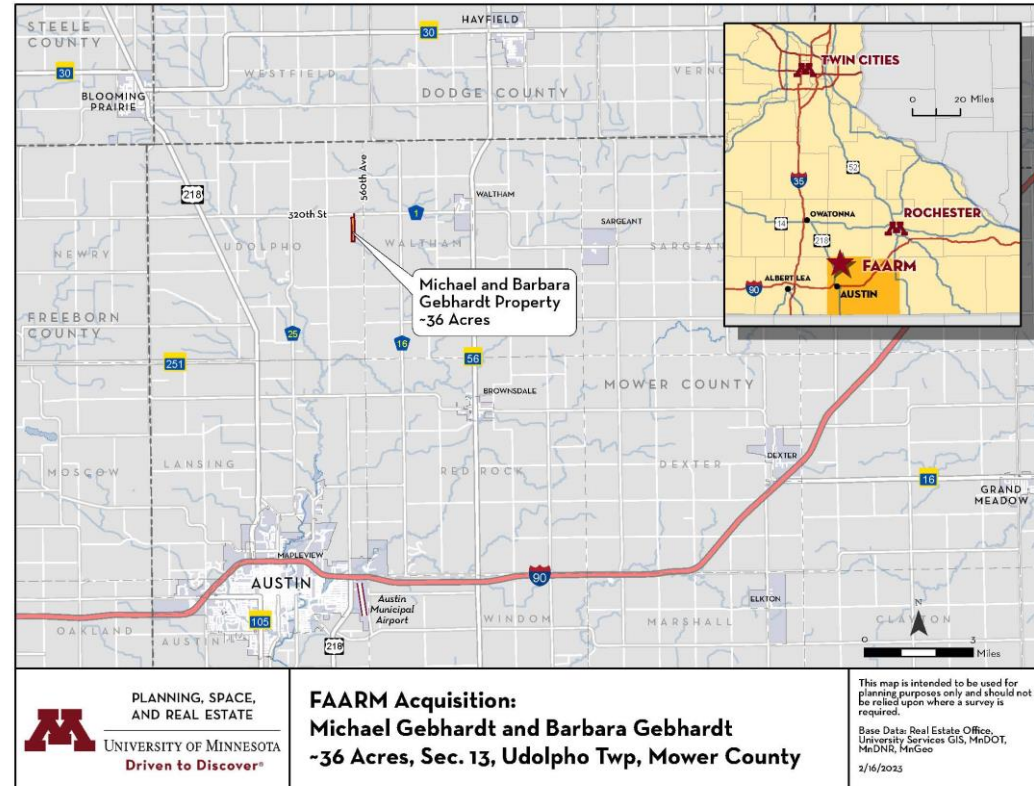 STEELE
COUNTY
30
HAYFIELD
30
WESTFIELD
VERNO
BLOOMING
PRAIRIE
DODGE COUNTY
218
560th Ave
320th St
1
WALTHAM
SARGEANT
NEWRY
UDOLPHO
WALTHAM
SARGEANT
Michael and Barbara
Gebhardt Property
~36 Acres
FREEBORN
COUNTY
25
16
251
56
BROWNSDALE
MOWER COUNTY
MOSCOW
LANSING
RED ROCK
DEXTER
DEXTER
16
GRAND
MEADOW
MAPLEVIEW
AUSTIN
90
Austin
Municipal
Airport
ELKTON
105
OAKLAND
AUSTIN
218
WINDOM
MARSHALL
CLAYTON
N
0 3
Miles
TWIN CITIES
0 20 Miles
52
35
OWATONNA
14
ROCHESTER
218
FAARM
ALBERT LEA
90
AUSTIN
M
PLANNING, SPACE,
AND REAL ESTATE
UNIVERSITY OF MINNESOTA
Driven to Discover®
FAARM Acquisition:
Michael Gebhardt and Barbara Gebhardt
~36 Acres, Sec. 13, Udolpho Twp, Mower County
This map is intended to be used for
planning purposes only and should not
be relied upon where a survey is
required.
Base Data: Real Estate Office,
University Services GIS, MnDOT,
MnDNR, MnGeo
2/16/2023